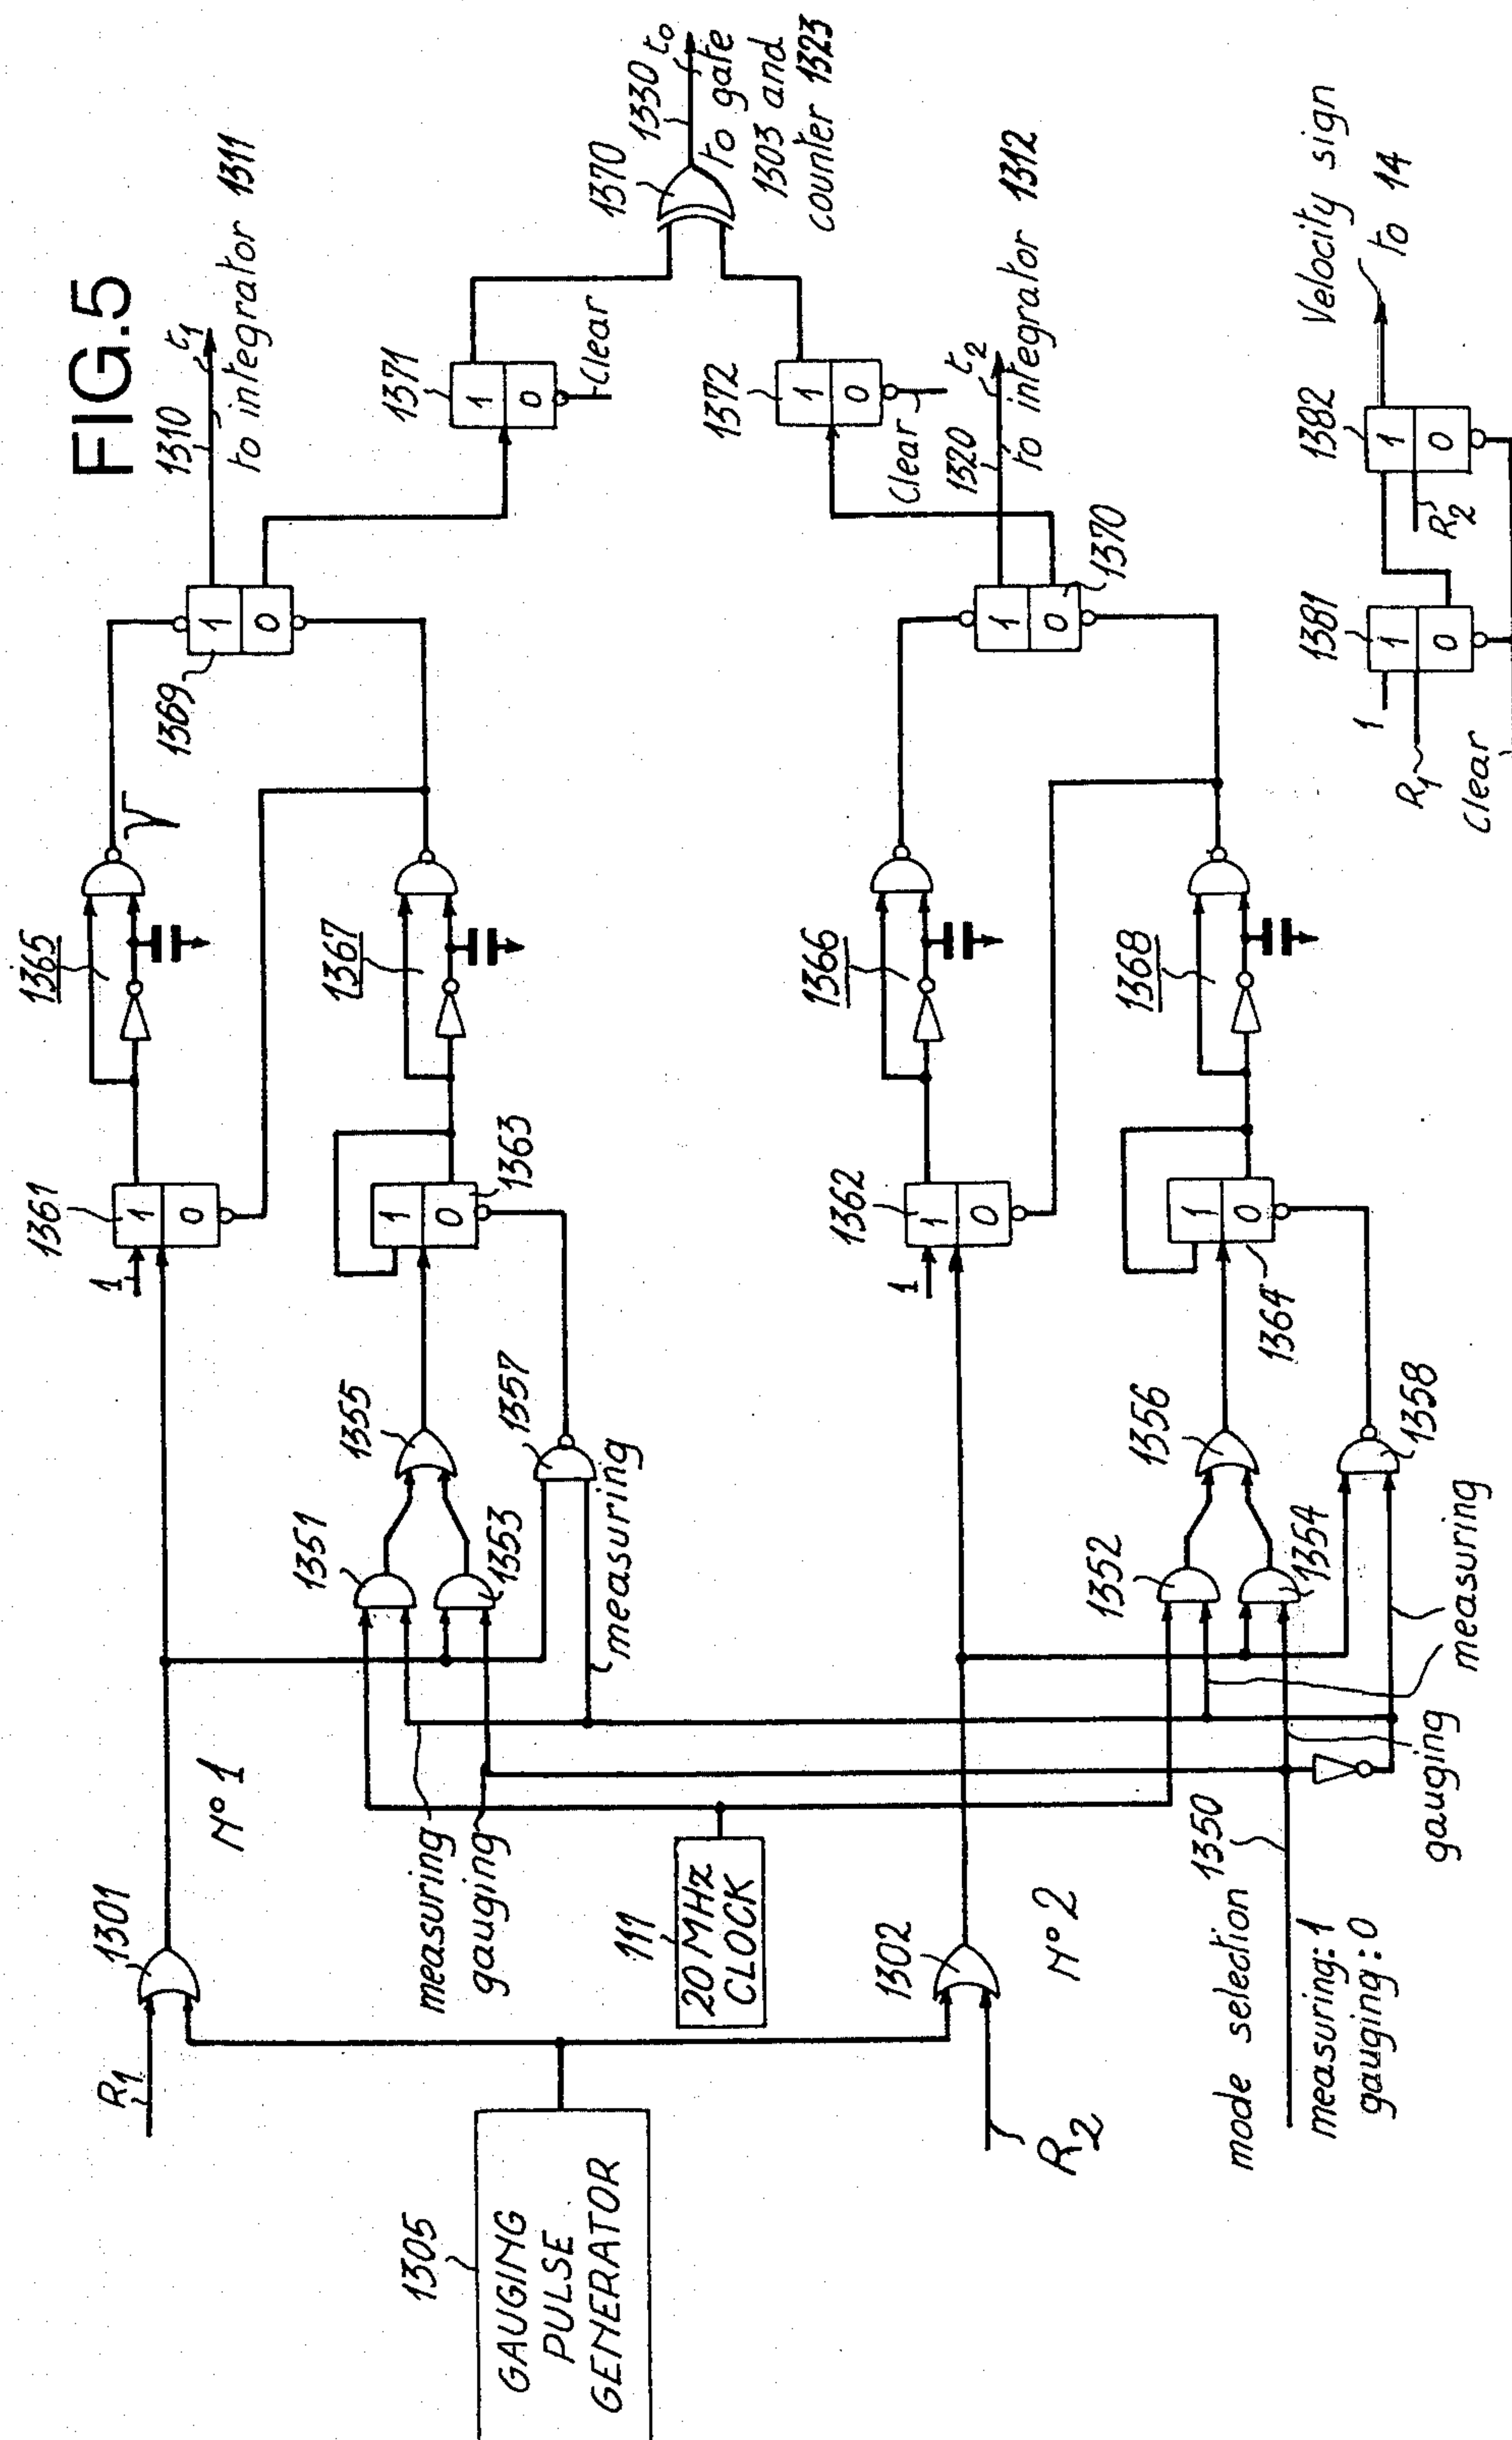 FIG.5
1310
t1
to integrator 1311
1365
1369
1361
1
1
0
1
0
1371
1
0
Clear
1370
1330
t0
to gate
1303 and
counter 1323
1301
R1
N° 1
1367
1363
1
0
1355
1357
1351
1353
measuring
measuring
gauging
1305
GAUGING
PULSE
GENERATOR
111
20 MHz
CLOCK
1372
1
0
Clear
1320
t2
to integrator 1312
1366
1362
1
1
0
1
0
1370
1302
N° 2
R2
1368
1364
1
0
1356
1358
1352
1354
measuring
gauging
mode selection
1350
measuring: 1
gauging: 0
1381
1
1
0
R1
Clear
1382
1
0
R'2
Velocity sign
to 14